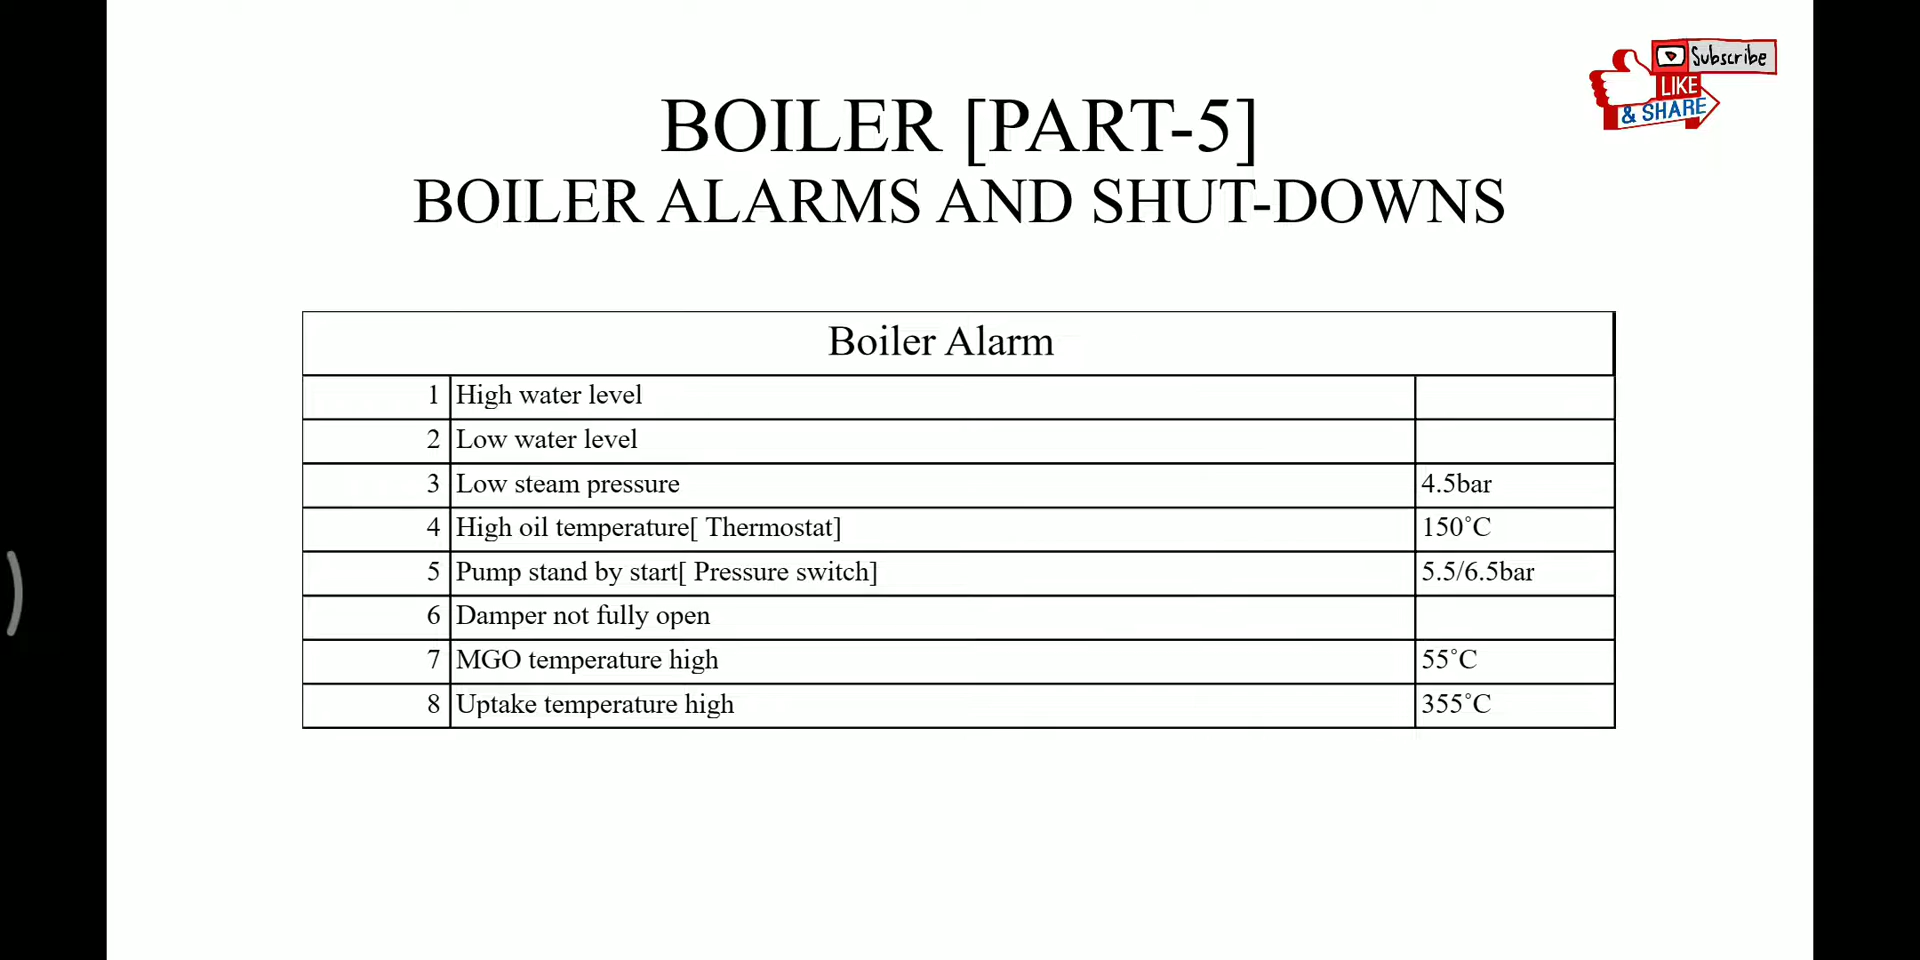 Subscribe
LIKE
& SHARE
BOILER [PART-5]
BOILER ALARMS AND SHUT-DOWNS
Boiler Alarm
1 High water level
2 Low water level
3 Low steam pressure 4.5bar
4 High oil temperature[ Thermostat] 150˚C
5 Pump stand by start[ Pressure switch] 5.5/6.5bar
6 Damper not fully open
7 MGO temperature high 55˚C
8 Uptake temperature high 355˚C